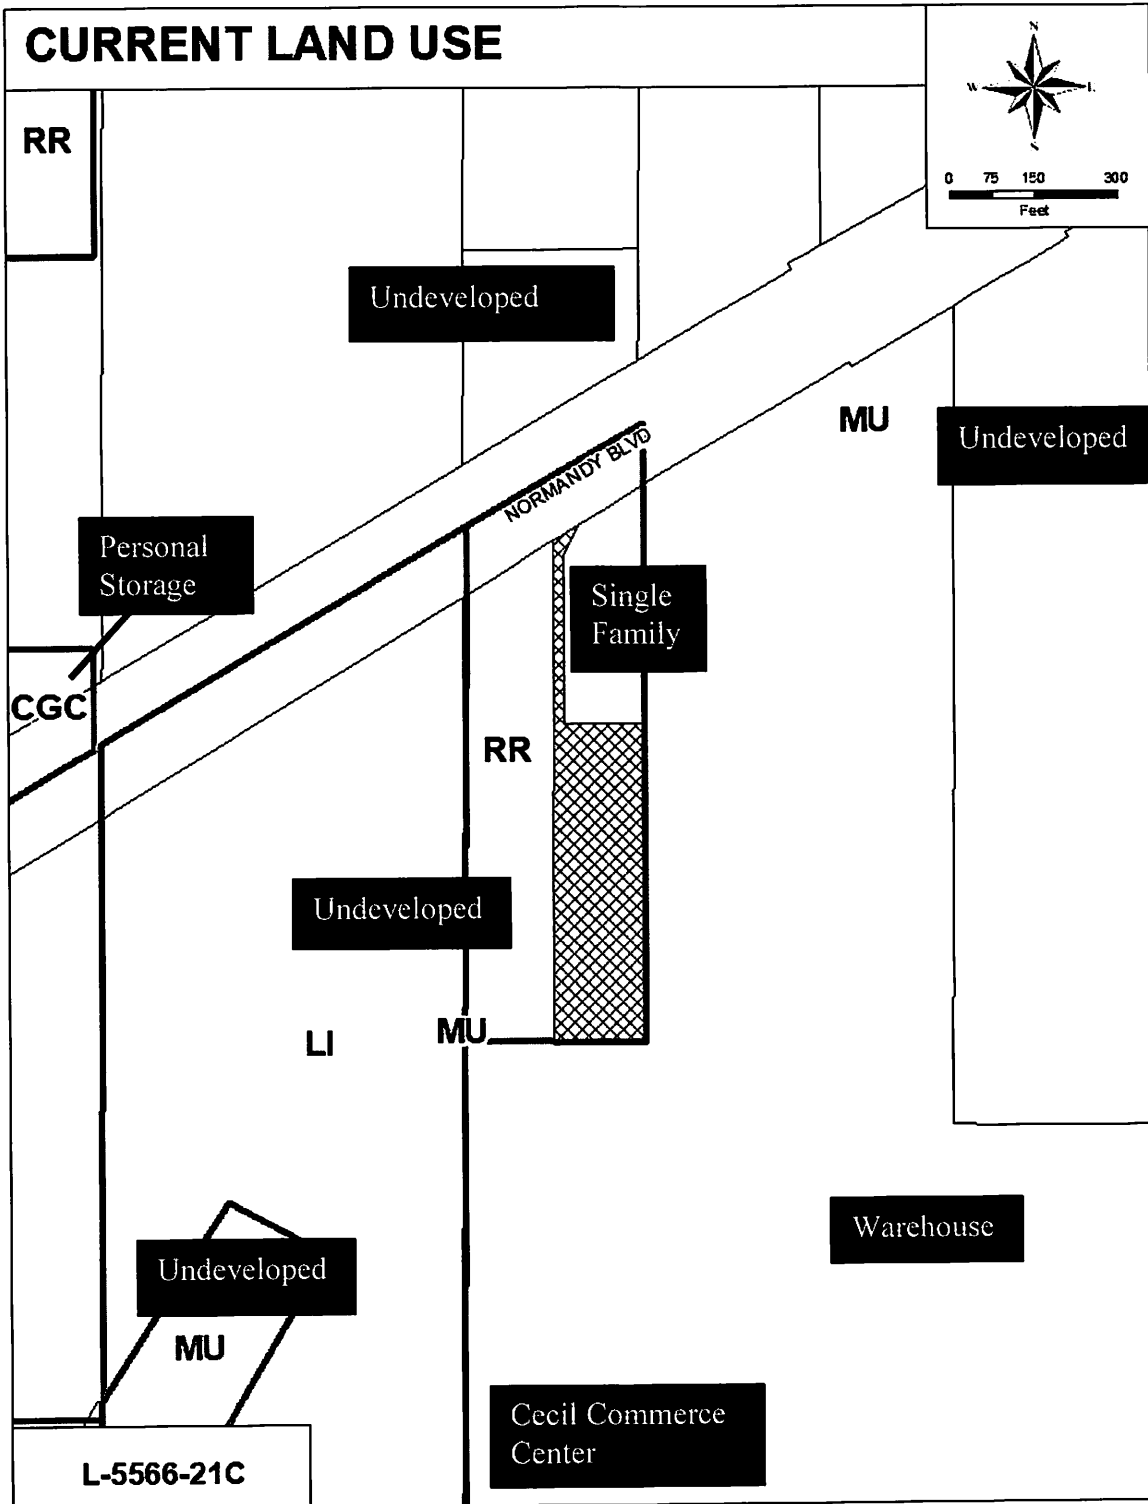 CURRENT LAND USE
N
W
S
0 75 150 300
Feet
RR
Undeveloped
MU
Undeveloped
NORMANDY BLVD
Personal
Storage
Single
Family
CGC
RR
Undeveloped
LI
MU
Warehouse
Undeveloped
MU
Cecil Commerce
Center
L-5566-21C